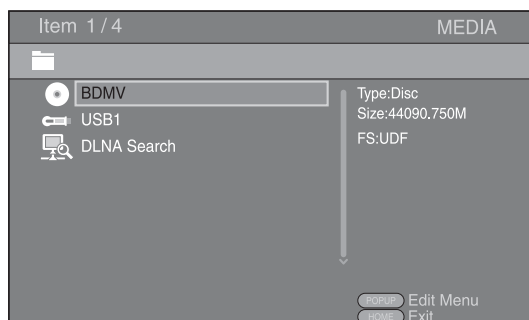 Item 1/4 MEDIA
BDMV
USB1
DLNA Search
Type:Disc
Size:44090.750M
FS:UDF
POPUP Edit Menu
HOME Exit